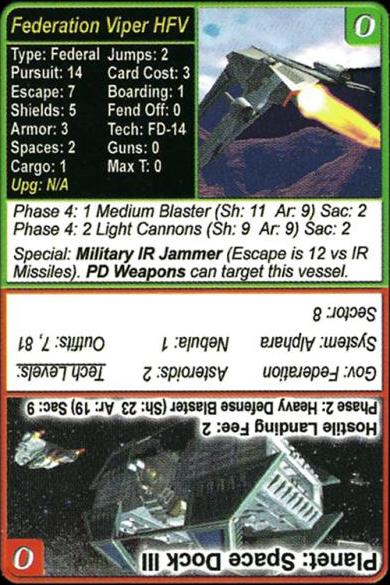 Federation Viper HFV
0
Type: Federal Jumps: 2
Pursuit: 14 Card Cost: 3
Escape: 7 Boarding: 1
Shields: 5 Fend Off: 0
Armor: 3 Tech: FD-14
Spaces: 2 Guns: 0
Cargo: 1 Max T: 0
Upg: N/A
Phase 4: 1 Medium Blaster (Sh: 11 Ar: 9) Sac: 2
Phase 4: 2 Light Cannons (Sh: 9 Ar: 9) Sac: 2
Special: Military IR Jammer (Escape is 12 vs IR
Missiles). PD Weapons can target this vessel.
Planet: Space Dock III
0
Hostile Landing Fee: 2
Phase 2: Heavy Defense Blaster (Sh: 23 Ar: 19) Sac: 9
Gov: Federation Asteroids: 2 Tech Levels:
System: Alphara Nebula: 1 Outfits: 7, 81
Sector: 8